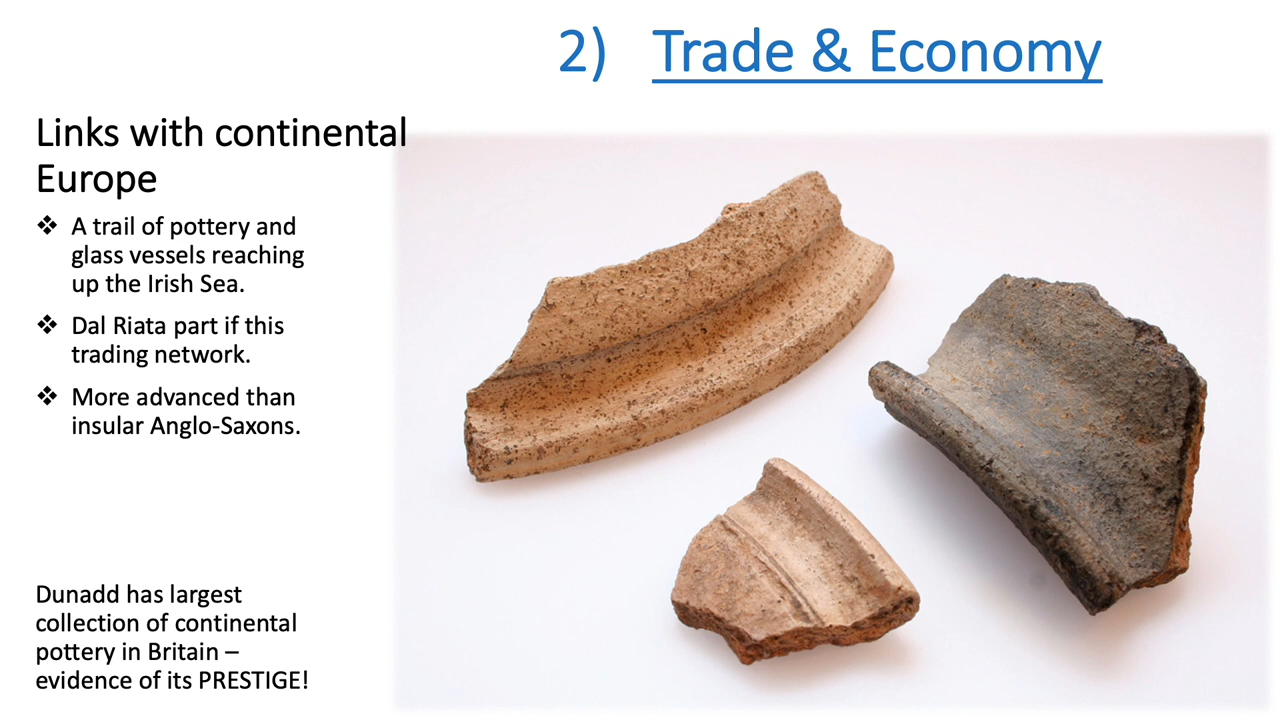 2) Trade & Economy
Links with continental
Europe
❖ A trail of pottery and
glass vessels reaching
up the Irish Sea.
❖ Dal Riata part if this
trading network.
❖ More advanced than
insular Anglo-Saxons.
Dunadd has largest
collection of continental
pottery in Britain –
evidence of its PRESTIGE!